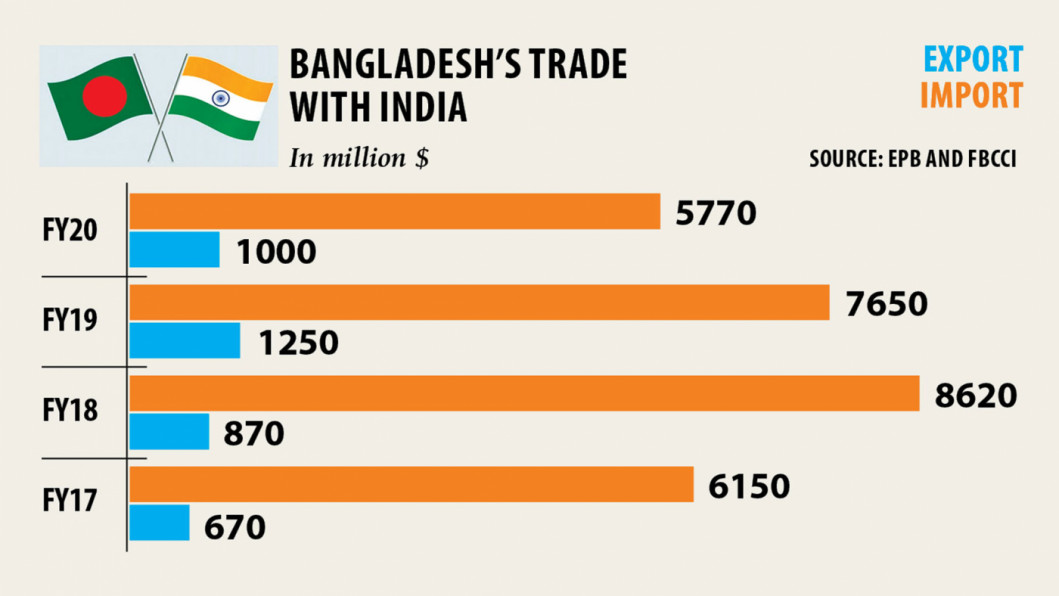 BANGLADESH'S TRADE
WITH INDIA
In million $
EXPORT
IMPORT
SOURCE: EPB AND FBCCI
FY20
5770
1000
FY19
7650
1250
FY18
8620
870
FY17
6150
670